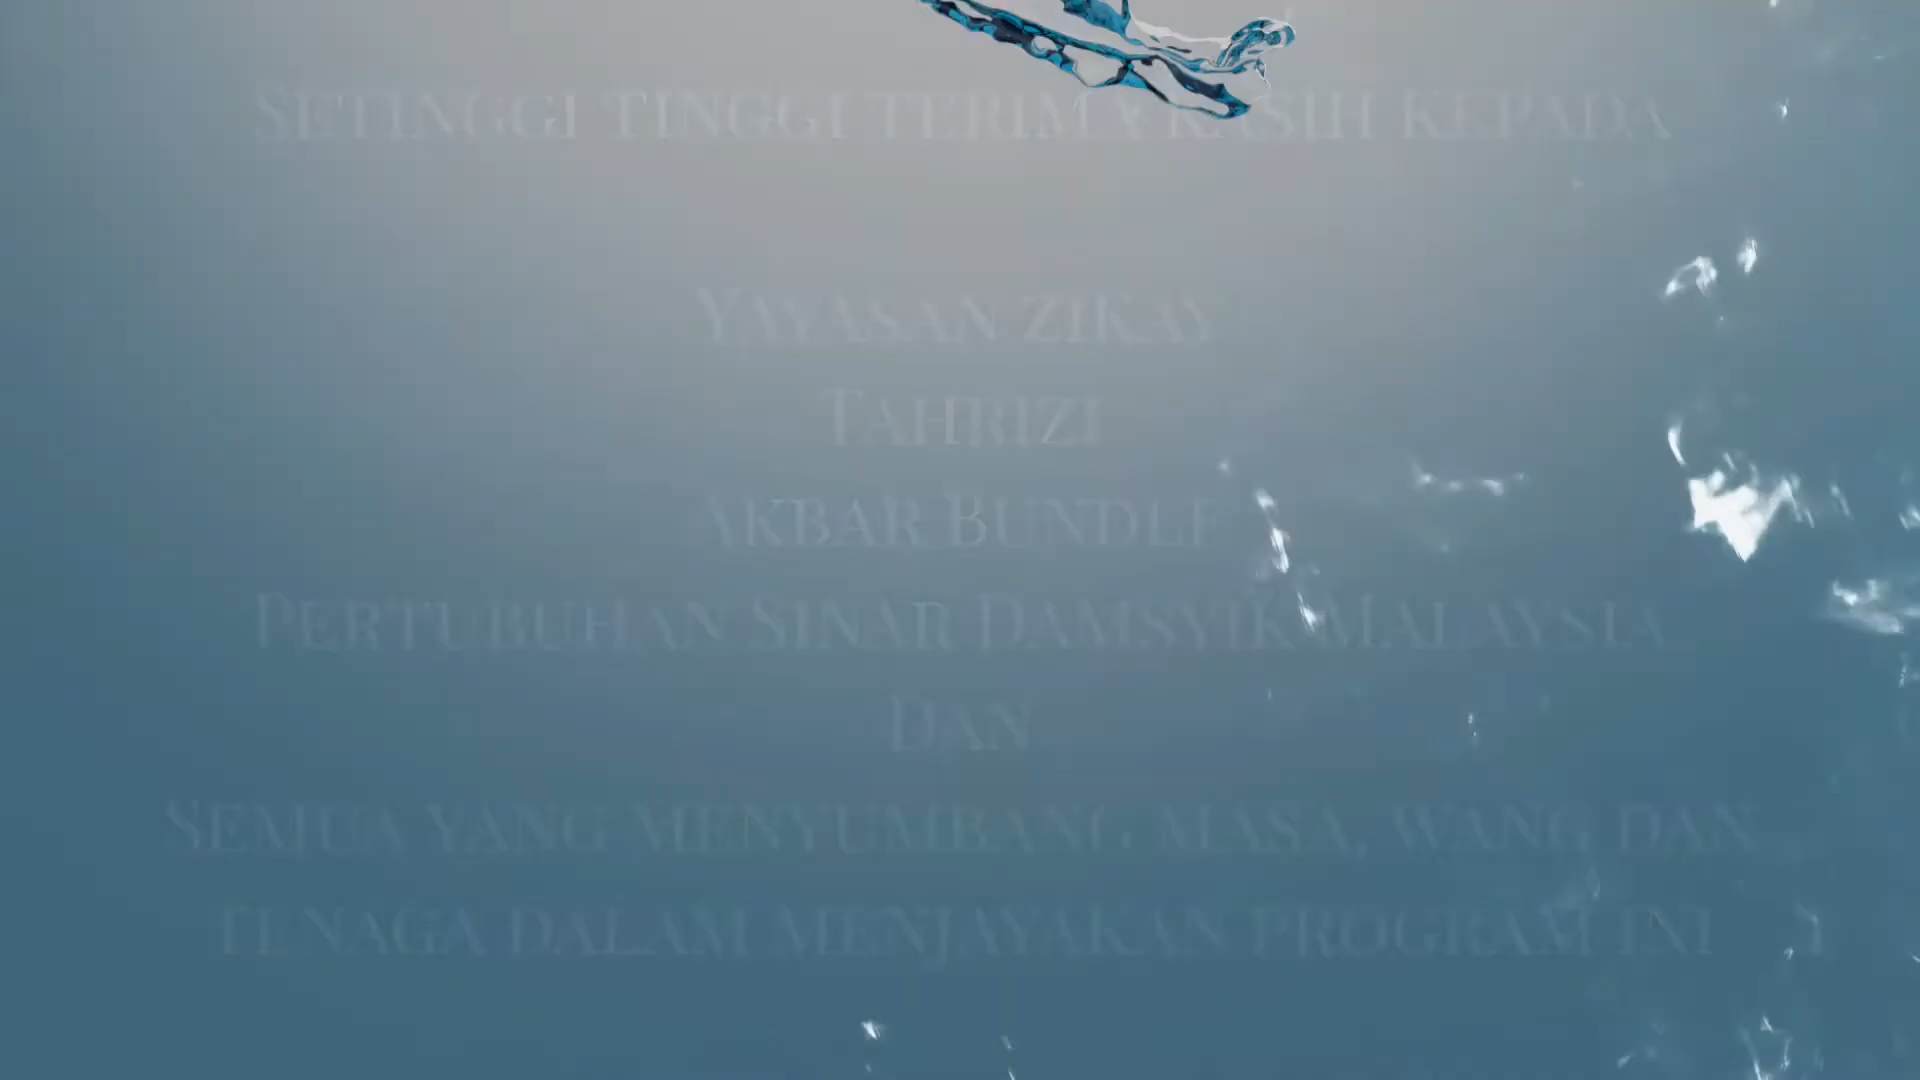 Setinggi tinggi terima kasih kepada
Yayasan Zikay
Tahrizi
Akbar Bundle
Pertubuhan Sinar Damsyik Malaysia
Dan
Semua yang menyumbang masa, wang dan
tenaga dalam menjayakan program ini